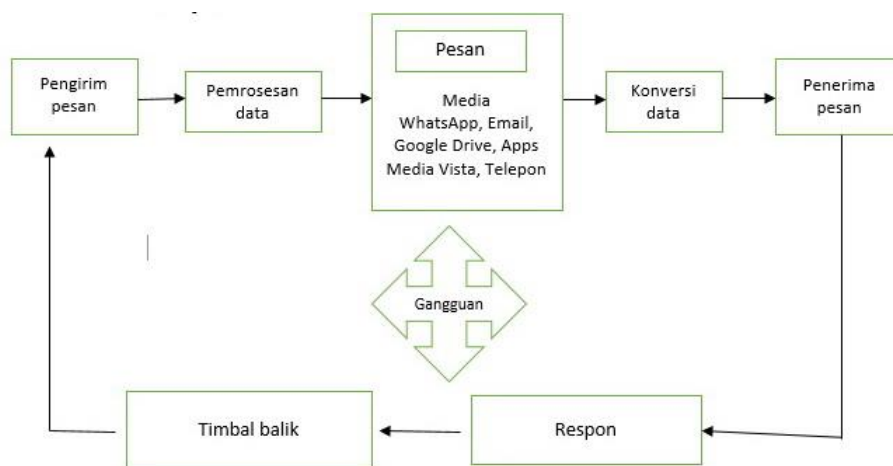 Pengirim
pesan
Pemrosesan
data
Pesan
Media
WhatsApp, Email,
Google Drive, Apps
Media Vista, Telepon
Konversi
data
Penerima
pesan
Gangguan
Timbal balik
Respon